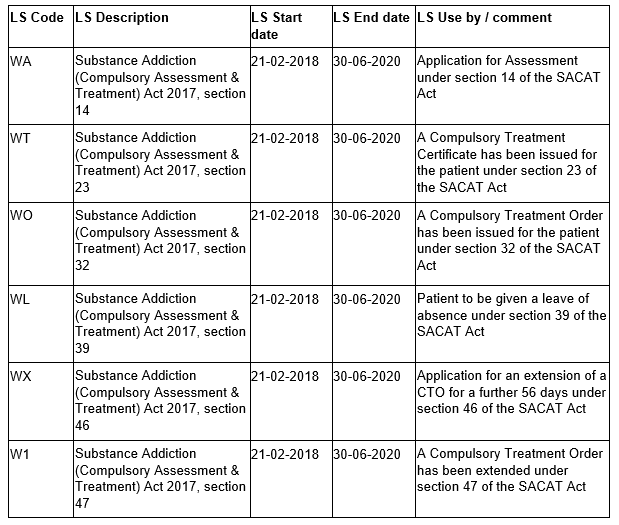 LS Code LS Description LS Start date LS End date LS Use by / comment
WA
Substance Addiction
(Compulsory Assessment &
Treatment) Act 2017, section
14
21-02-2018
30-06-2020
Application for Assessment
under section 14 of the SACAT
Act
WT
Substance Addiction
(Compulsory Assessment &
Treatment) Act 2017, section
23
21-02-2018
30-06-2020
A Compulsory Treatment
Certificate has been issued for
the patient under section 23 of
the SACAT Act
WO
Substance Addiction
(Compulsory Assessment &
Treatment) Act 2017, section
32
21-02-2018
30-06-2020
A Compulsory Treatment Order
has been issued for the patient
under section 32 of the SACAT
Act
WL
Substance Addiction
(Compulsory Assessment &
Treatment) Act 2017, section
39
21-02-2018
30-06-2020
Patient to be given a leave of
absence under section 39 of the
SACAT Act
WX
Substance Addiction
(Compulsory Assessment &
Treatment) Act 2017, section
46
21-02-2018
30-06-2020
Application for an extension of a
CTO for a further 56 days under
section 46 of the SACAT Act
W1
Substance Addiction
(Compulsory Assessment &
Treatment) Act 2017, section
47
21-02-2018
30-06-2020
A Compulsory Treatment Order
has been extended under
section 47 of the SACAT Act